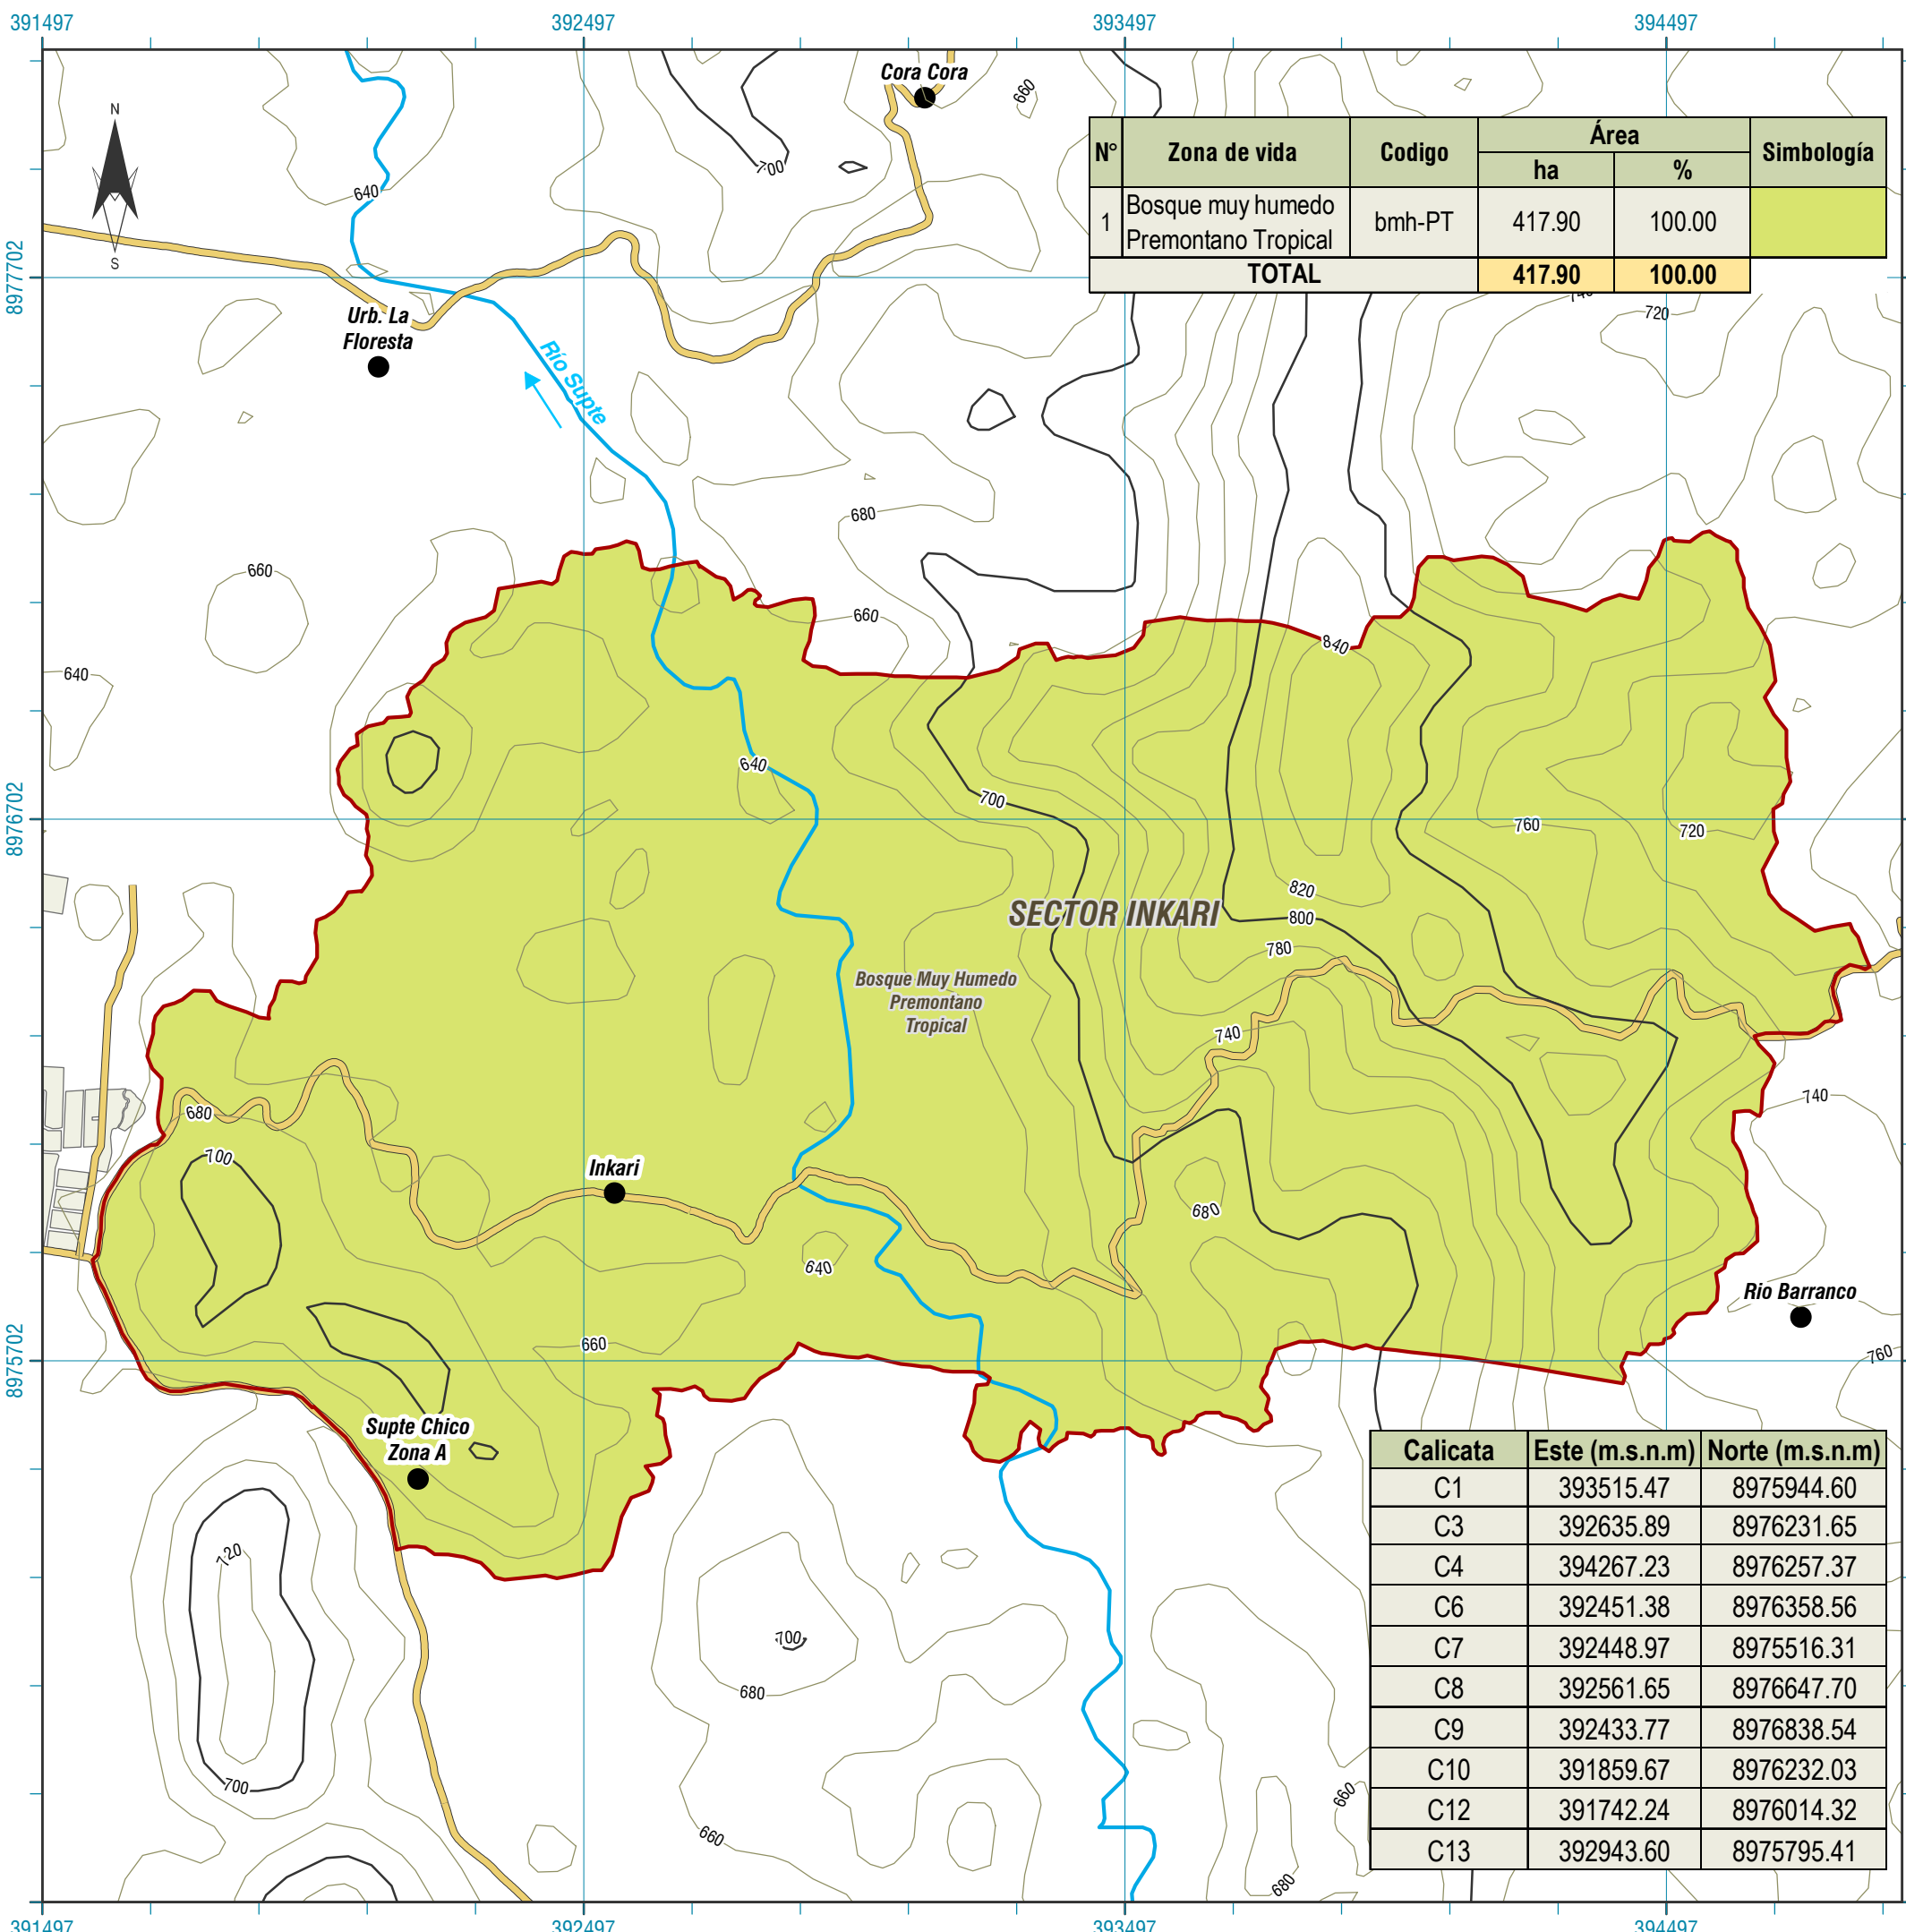 391497 392497 393497 394497
Cora Cora
660
N
S
700
640
N° Zona de vida Codigo Área Simbología
ha %
1 Bosque muy humedo Premontano Tropical bmh-PT 417.90 100.00
TOTAL 417.90 100.00
8977702
740
720
Urb. La
Floresta
Río Supte
680
660
660
640
840
640
700
760
720
8976702
820
SECTOR INKARI
800
780
Bosque Muy Humedo
Premontano
Tropical
740
740
680
700
Inkari
680
640
Rio Barranco
660
760
8975702
Supte Chico
Zona A
Calicata Este (m.s.n.m) Norte (m.s.n.m)
C1 393515.47 8975944.60
C3 392635.89 8976231.65
C4 394267.23 8976257.37
C6 392451.38 8976358.56
C7 392448.97 8975516.31
C8 392561.65 8976647.70
C9 392433.77 8976838.54
C10 391859.67 8976232.03
C12 391742.24 8976014.32
C13 392943.60 8975795.41
720
700
680
700
660
660
680
391497 392497 393497 394497